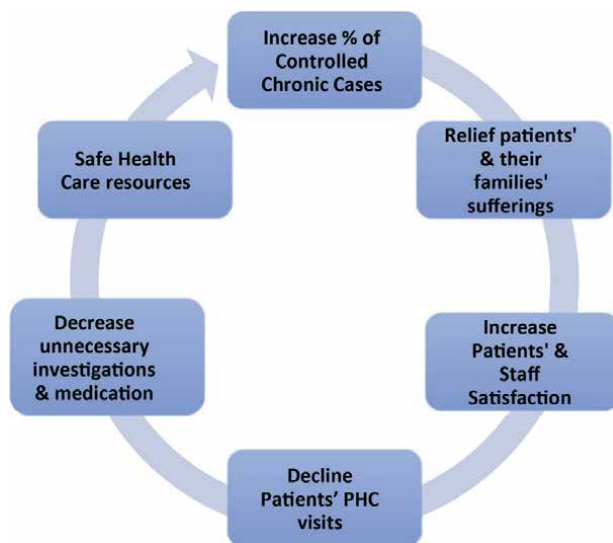 Increase % of
Controlled
Chronic Cases
Relief patients'
& their
families'
sufferings
Increase
Patients' &
Staff
Satisfaction
Decline
Patients’ PHC
visits
Decrease
unnecessary
investigations
& medication
Safe Health
Care resources